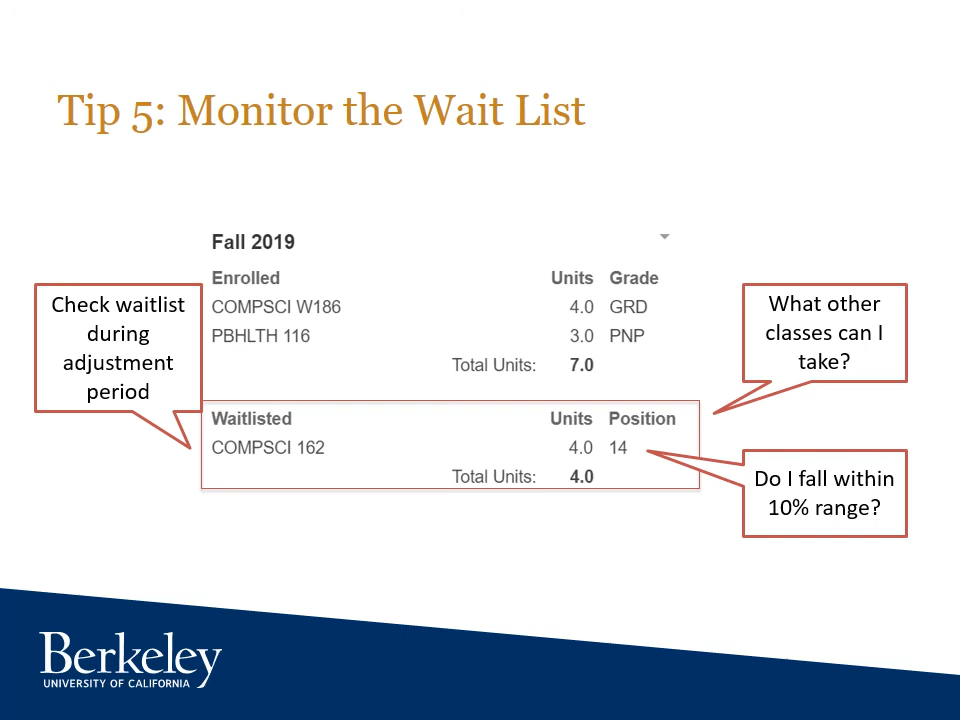 Tip 5: Monitor the Wait List
Fall 2019
Enrolled Units Grade
COMPSCI W186 4.0 GRD
PBHLTH 116 3.0 PNP
Total Units: 7.0
Waitlisted Units Position
COMPSCI 162 4.0 14
Total Units: 4.0
Check waitlist
during
adjustment
period
What other
classes can I
take?
Do I fall within
10% range?
Berkeley
UNIVERSITY OF CALIFORNIA